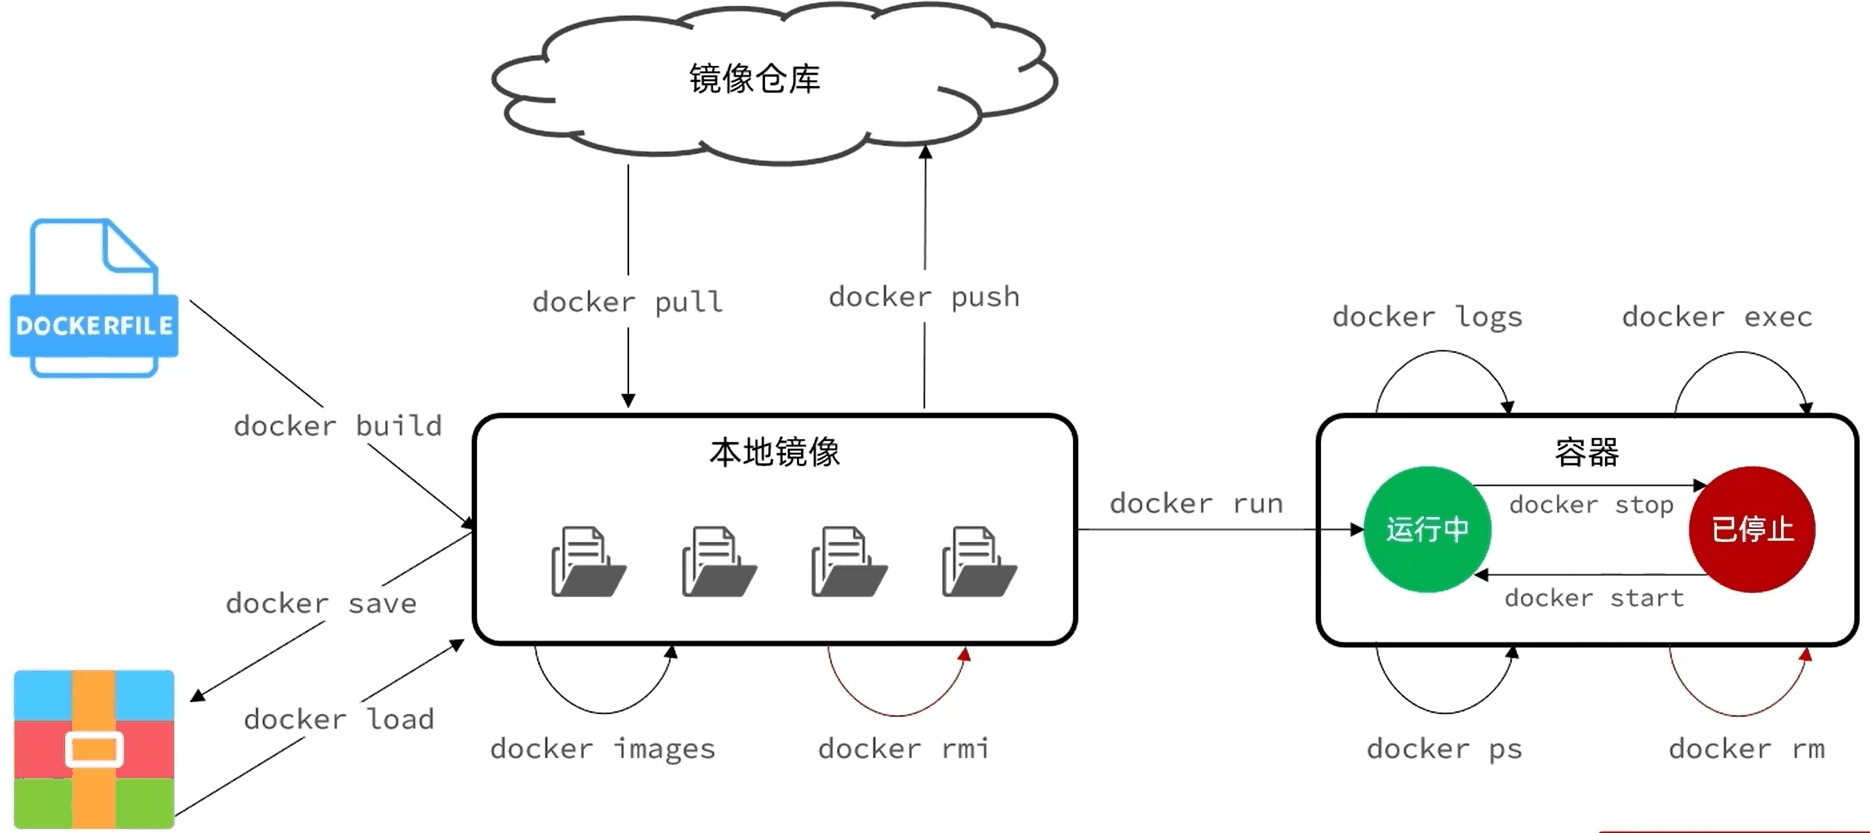 镜像仓库
docker pull
docker push
DOCKERFILE
docker build
docker save
docker load
本地镜像
docker images
docker rmi
docker run
docker logs
docker exec
容器
运行中
docker stop
已停止
docker start
docker ps
docker rm